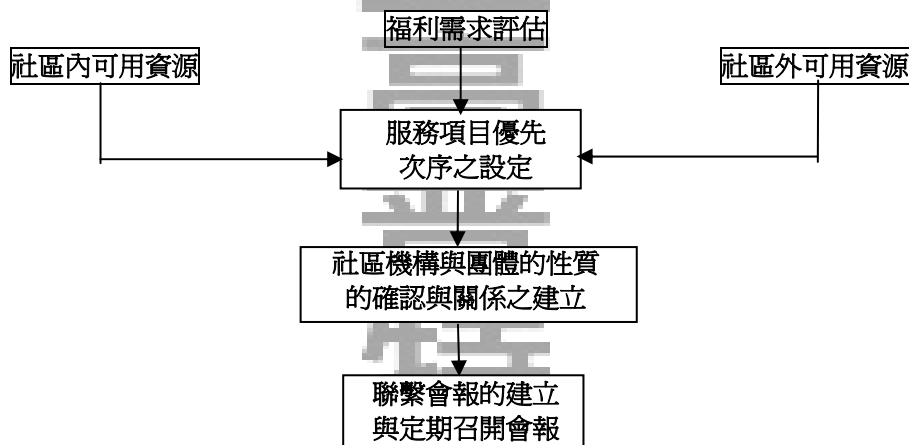 福利需求評估
社區內可用資源
社區外可用資源
服務項目優先
次序之設定
社區機構與團體的性質
的確認與關係之建立
聯繫會報的建立
與定期召開會報